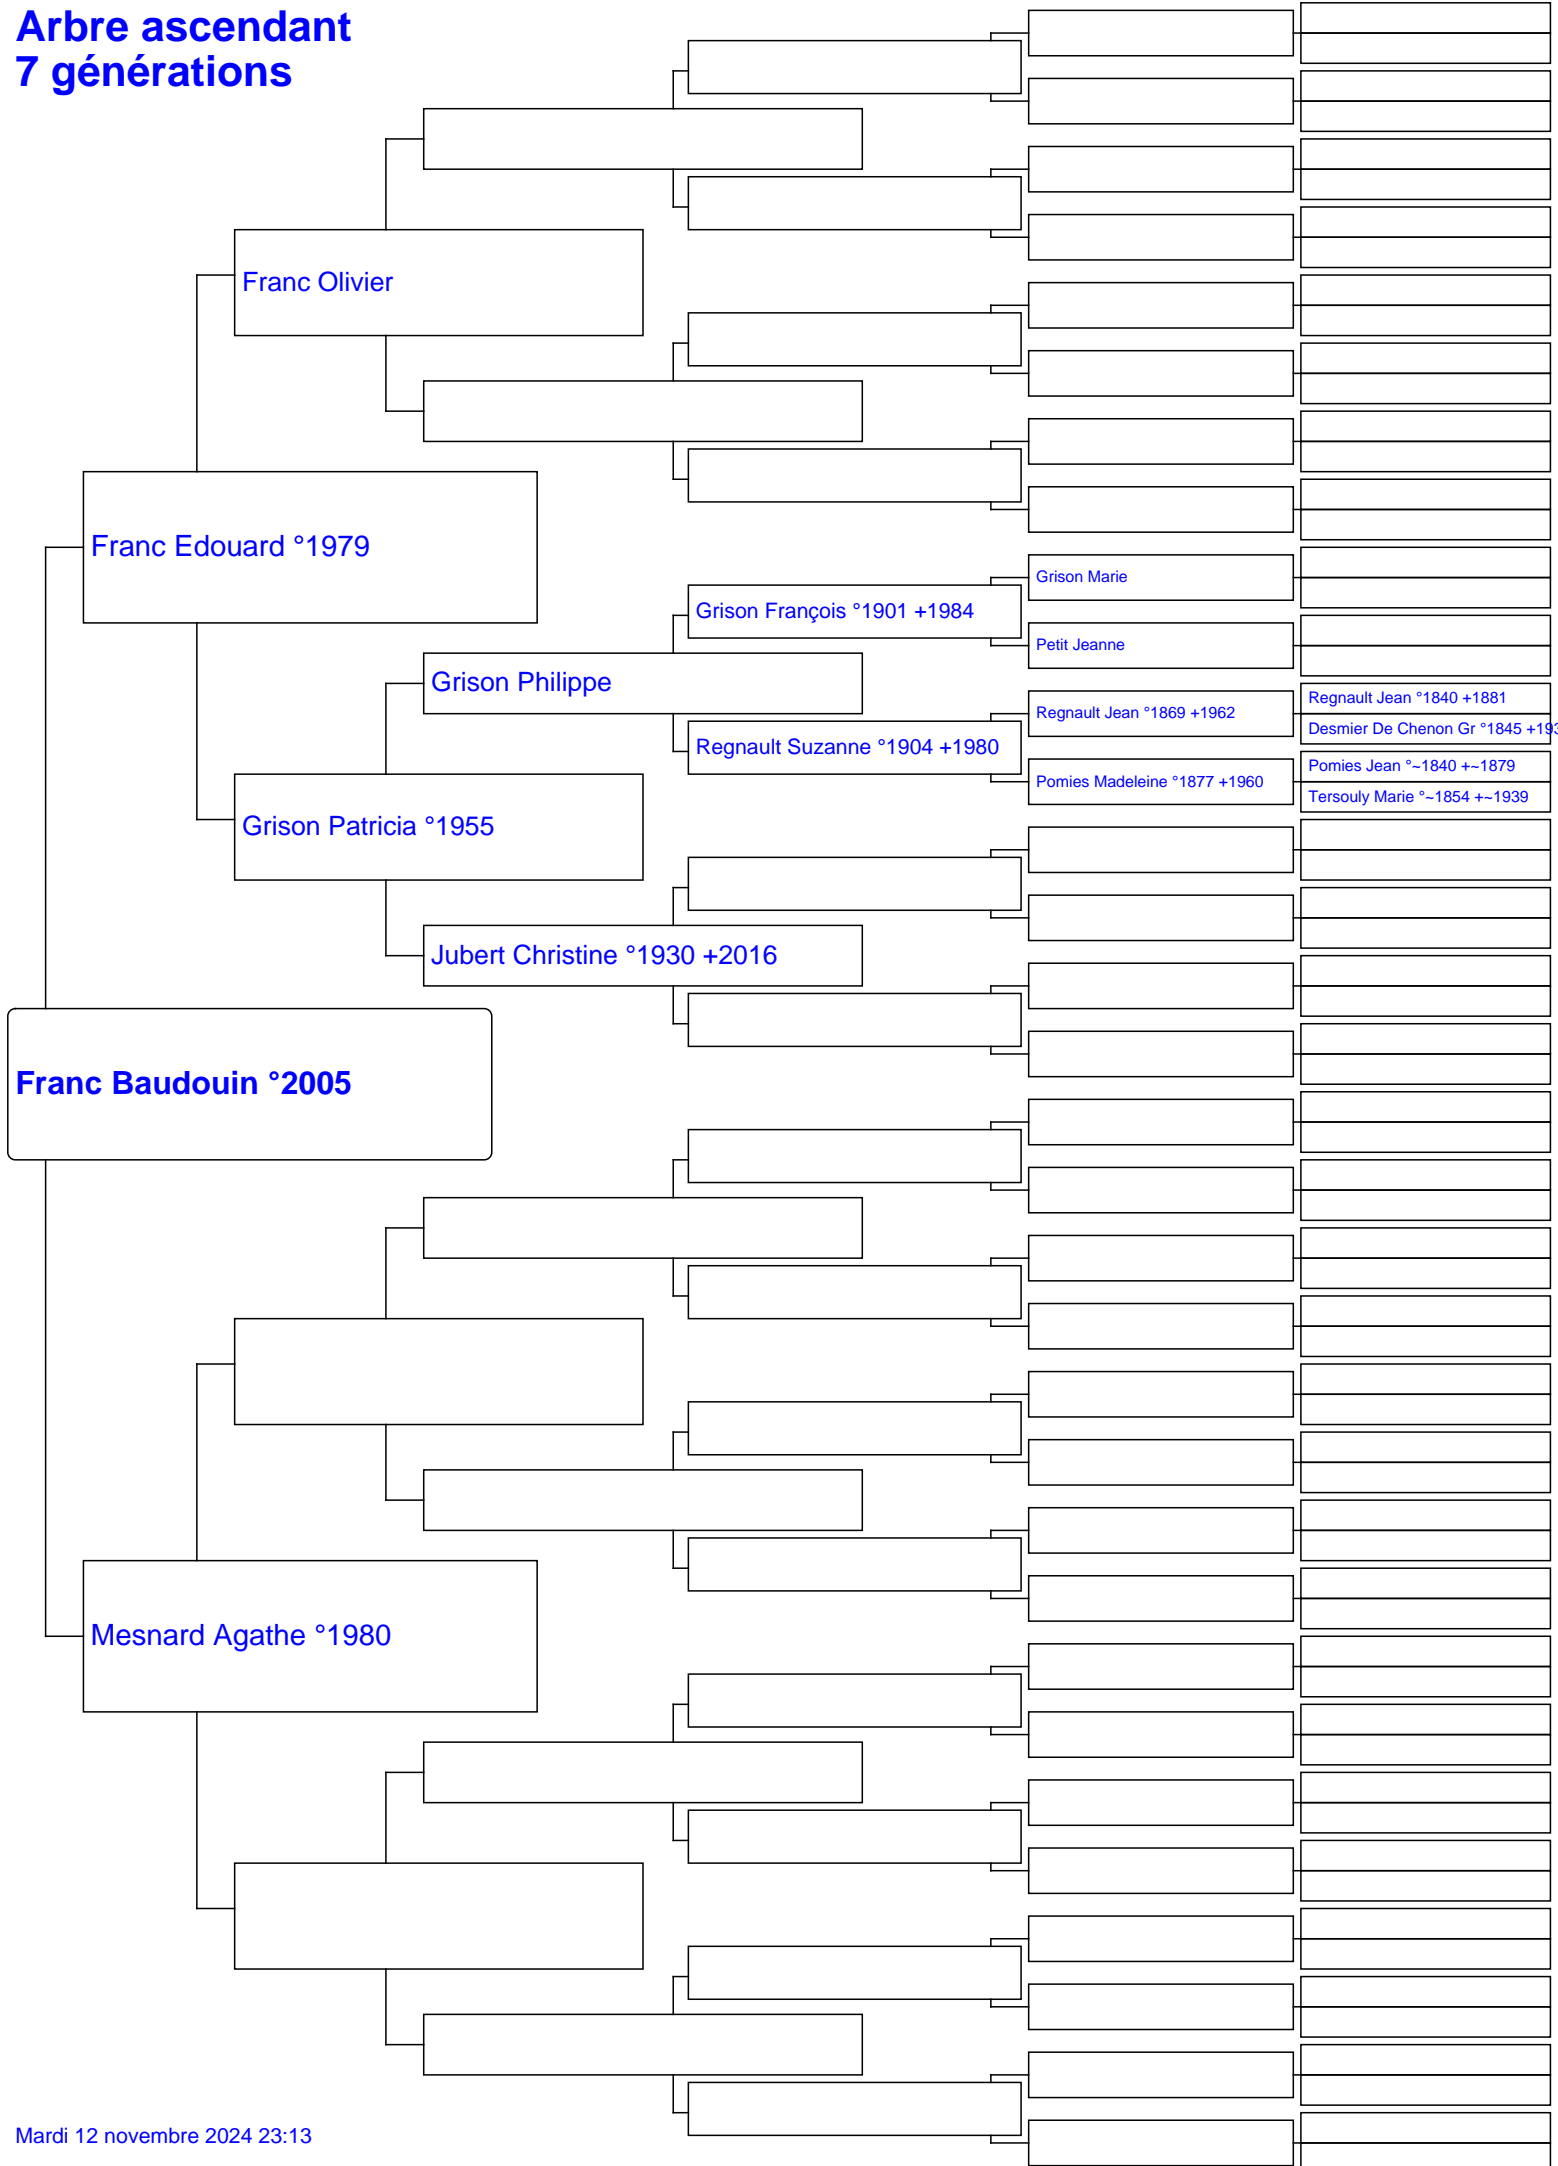 Arbre ascendant
7 générations
Franc Olivier
Franc Edouard °1979
Grison Marie
Grison François °1901 +1984
Petit Jeanne
Grison Philippe
Regnault Jean °1840 +1881
Regnault Jean °1869 +1962
Desmier De Chenon Gr °1845 +193
Regnault Suzanne °1904 +1980
Pomies Jean °~1840 +~1879
Pomies Madeleine °1877 +1960
Tersouly Marie °~1854 +~1939
Grison Patricia °1955
Jubert Christine °1930 +2016
Franc Baudouin °2005
Mesnard Agathe °1980
Mardi 12 novembre 2024 23:13